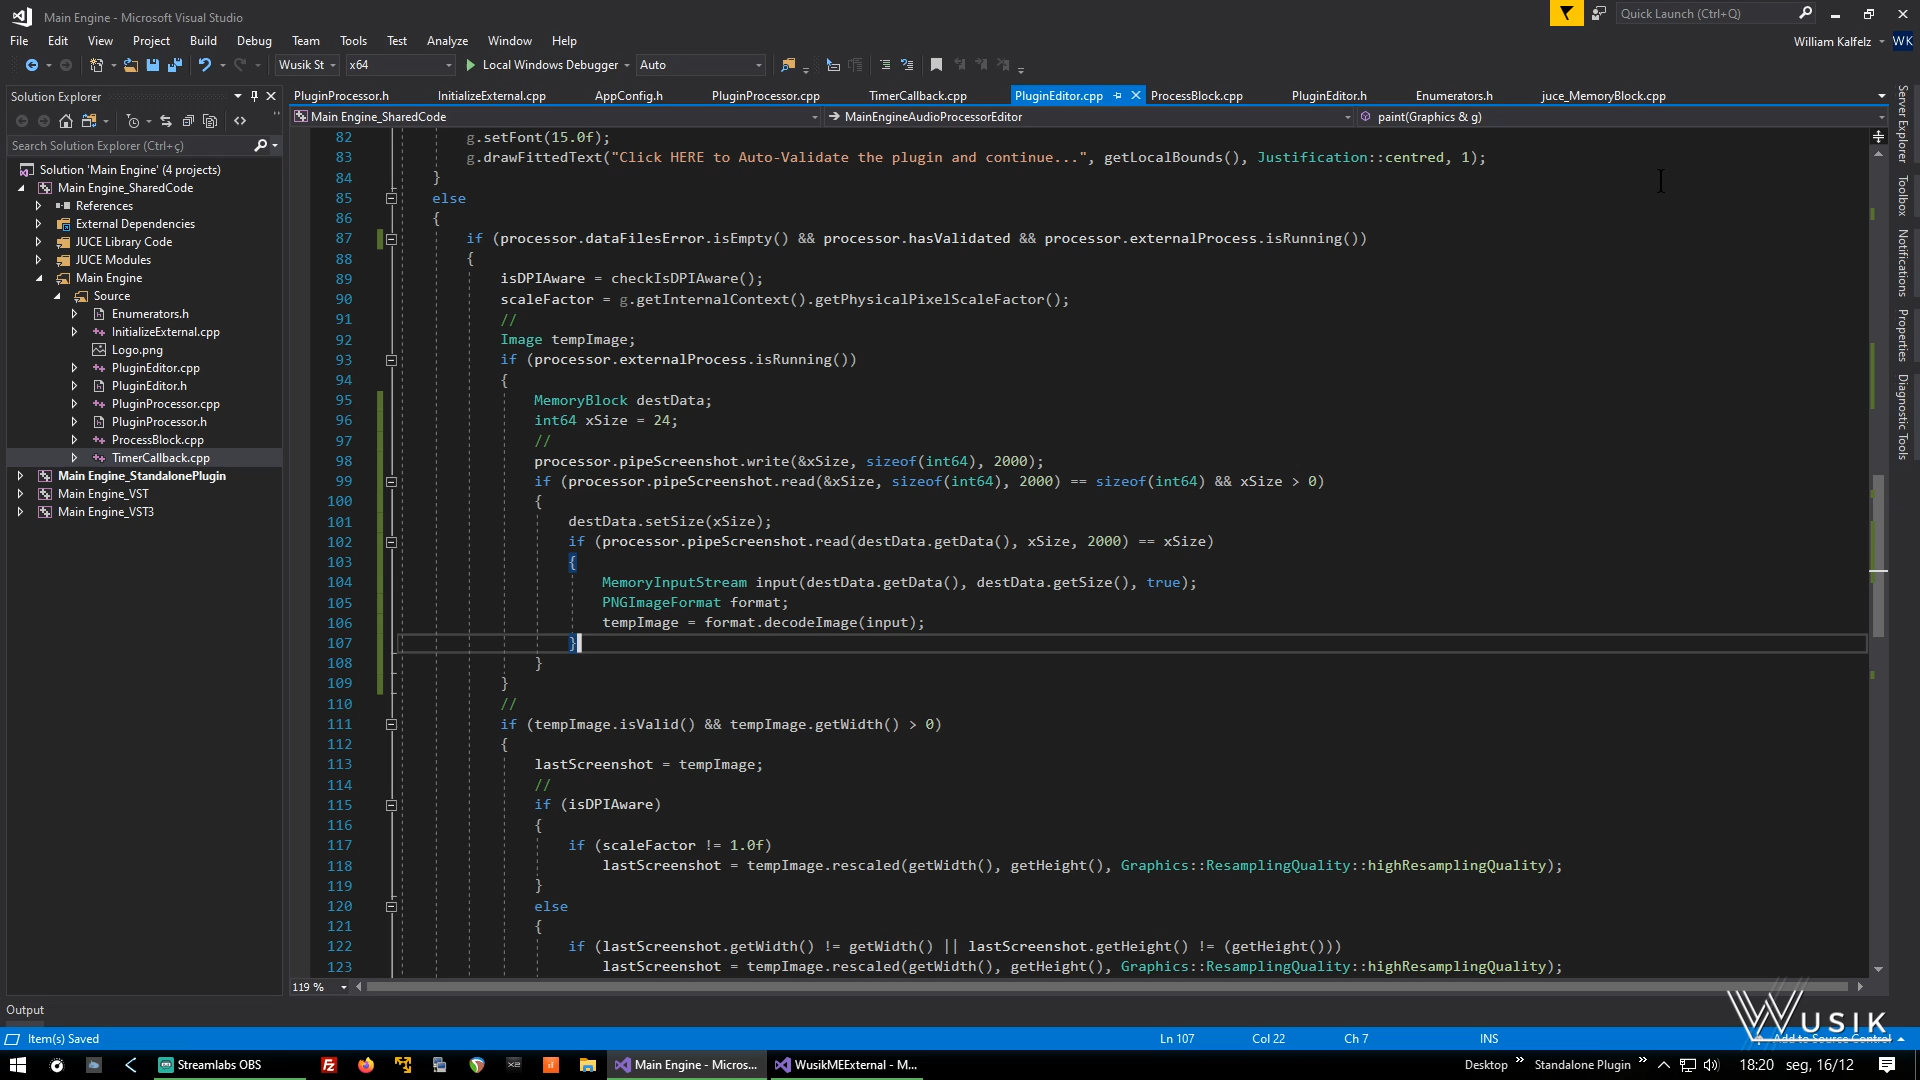 Main Engine - Microsoft Visual Studio
Quick Launch (Ctrl+Q)
File Edit View Project Build Debug Team Tools Test Analyze Window Help
William Kalfelz WK
Wusik St x64 Local Windows Debugger Auto
Solution Explorer
PluginProcessor.h InitializeExternal.cpp AppConfig.h PluginProcessor.cpp TimerCallback.cpp PluginEditor.cpp ProcessBlock.cpp PluginEditor.h Enumerators.h juce_MemoryBlock.cpp
Main Engine_SharedCode MainEngineAudioProcessorEditor paint(Graphics & g)
Search Solution Explorer (Ctrl+ç)
Solution 'Main Engine' (4 projects)
Main Engine_SharedCode
References
External Dependencies
JUCE Library Code
JUCE Modules
Main Engine
Source
Enumerators.h
InitializeExternal.cpp
Logo.png
PluginEditor.cpp
PluginEditor.h
PluginProcessor.cpp
PluginProcessor.h
ProcessBlock.cpp
TimerCallback.cpp
Main Engine_StandalonePlugin
Main Engine_VST
Main Engine_VST3
82 g.setFont(15.0f);
83 g.drawFittedText("Click HERE to Auto-Validate the plugin and continue...", getLocalBounds(), Justification::centred, 1);
84 }
85 else
86 {
87 if (processor.dataFilesError.isEmpty() && processor.hasValidated && processor.externalProcess.isRunning())
88 {
89 isDPIAware = checkIsDPIAware();
90 scaleFactor = g.getInternalContext().getPhysicalPixelScaleFactor();
91 //
92 Image tempImage;
93 if (processor.externalProcess.isRunning())
94 {
95 MemoryBlock destData;
96 int64 xSize = 24;
97 //
98 processor.pipeScreenshot.write(&xSize, sizeof(int64), 2000);
99 if (processor.pipeScreenshot.read(&xSize, sizeof(int64), 2000) == sizeof(int64) && xSize > 0)
100 {
101 destData.setSize(xSize);
102 if (processor.pipeScreenshot.read(destData.getData(), xSize, 2000) == xSize)
103 {
104 MemoryInputStream input(destData.getData(), destData.getSize(), true);
105 PNGImageFormat format;
106 tempImage = format.decodeImage(input);
107 }
108 }
109 }
110 //
111 if (tempImage.isValid() && tempImage.getWidth() > 0)
112 {
113 lastScreenshot = tempImage;
114 //
115 if (isDPIAware)
116 {
117 if (scaleFactor != 1.0f)
118 lastScreenshot = tempImage.rescaled(getWidth(), getHeight(), Graphics::ResamplingQuality::highResamplingQuality);
119 }
120 else
121 {
122 if (lastScreenshot.getWidth() != getWidth() || lastScreenshot.getHeight() != (getHeight()))
123 lastScreenshot = tempImage.rescaled(getWidth(), getHeight(), Graphics::ResamplingQuality::highResamplingQuality);
119 %
Server Explorer
Toolbox
Notifications
Properties
Diagnostic Tools
Output
WUSIK
Item(s) Saved Ln 107 Col 22 Ch 7 INS Add to Source Control
Streamlabs OBS Main Engine - Micros... WusikMEExternal - M... Desktop Standalone Plugin 18:20 seg, 16/12